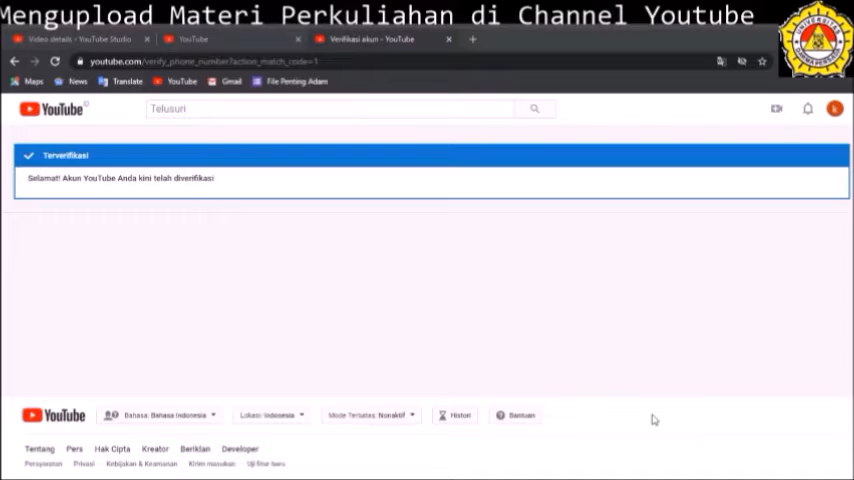 Mengupload Materi Perkuliahan di Channel Youtube
Video details - YouTube Studio
YouTube
Verifikasi akun - YouTube
youtube.com/verify_phone_number?action_match_code=1
Maps News Translate YouTube Gmail File Penting Adam
YouTube ID
Telusuri
k
Terverifikasi
Selamat! Akun YouTube Anda kini telah diverifikasi
YouTube
Bahasa: Bahasa Indonesia
Lokasi: Indonesia
Mode Terbatas: Nonaktif
Histori
Bantuan
Tentang Pers Hak Cipta Kreator Beriklan Developer
Persyaratan Privasi Kebijakan & Keamanan Kirim masukan Uji fitur baru